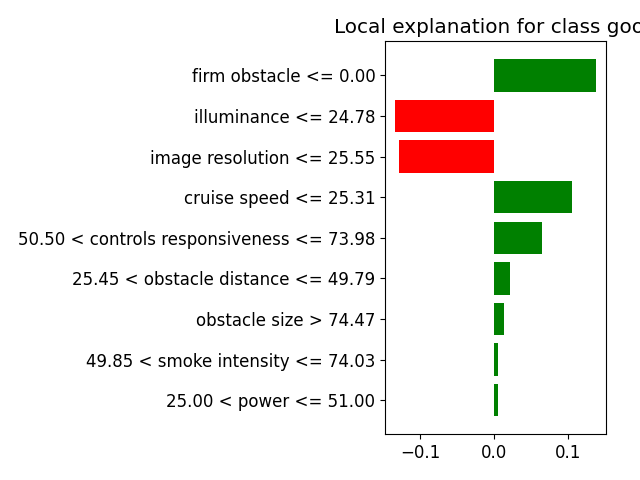 Local explanation for class goo
firm obstacle <= 0.00
illuminance <= 24.78
image resolution <= 25.55
cruise speed <= 25.31
50.50 < controls responsiveness <= 73.98
25.45 < obstacle distance <= 49.79
obstacle size > 74.47
49.85 < smoke intensity <= 74.03
25.00 < power <= 51.00
−0.1 0.0 0.1